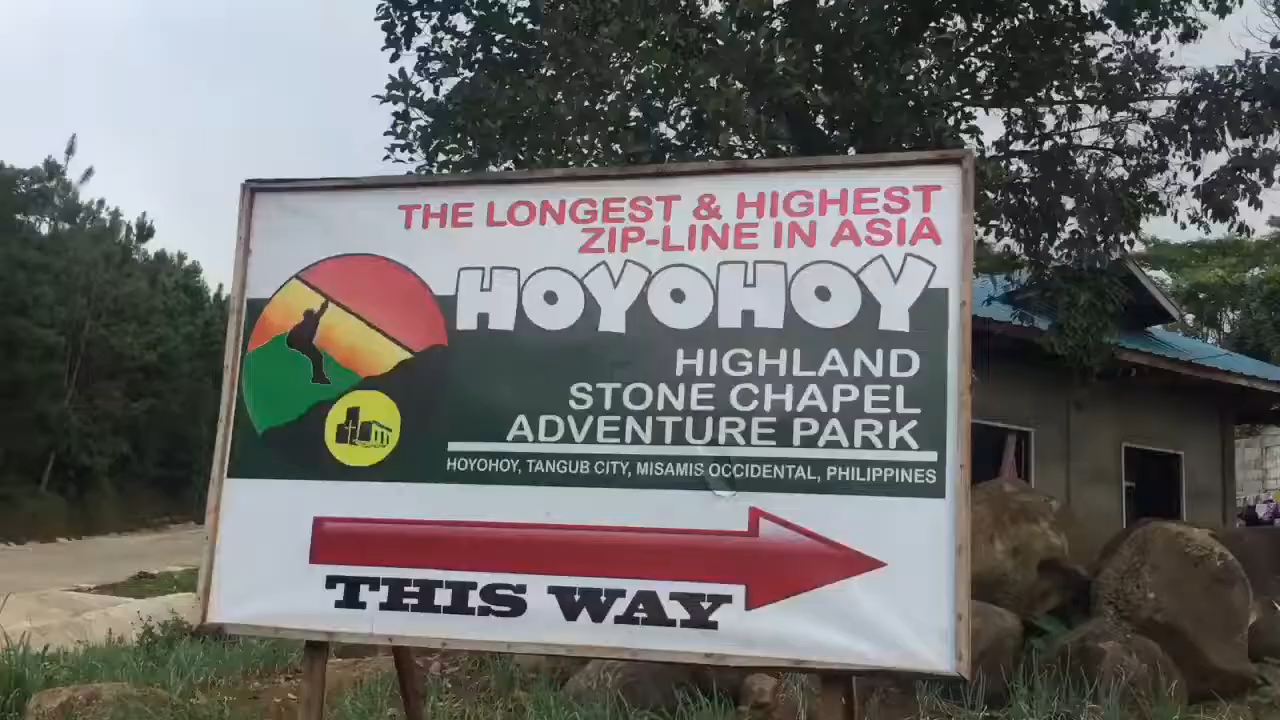 THE LONGEST & HIGHEST
ZIP-LINE IN ASIA
HOYOHOY
HIGHLAND
STONE CHAPEL
ADVENTURE PARK
HOYOHOY, TANGUB CITY, MISAMIS OCCIDENTAL, PHILIPPINES
THIS WAY